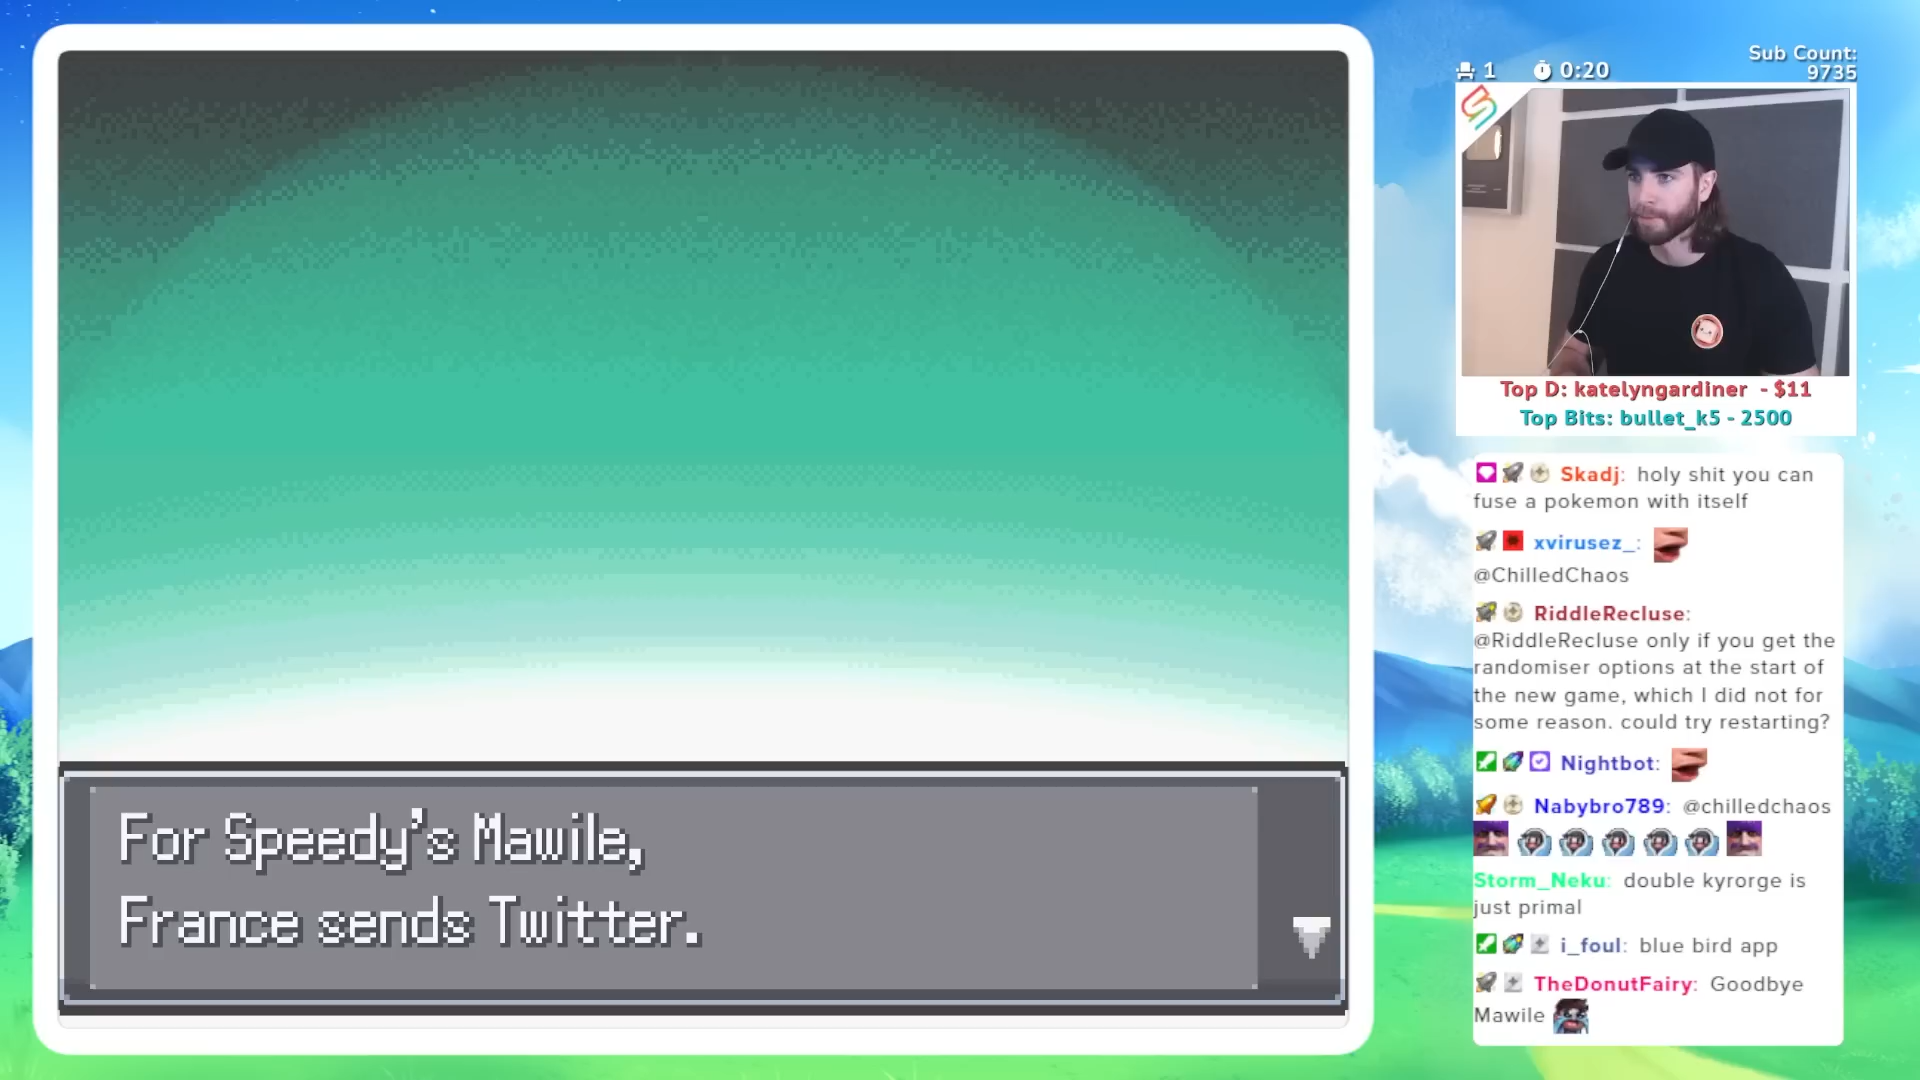 Sub Count:
1 0:20 9735
Top D: katelyngardiner - $11
Top Bits: bullet_k5 - 2500
Skadj: holy shit you can
fuse a pokemon with itself
xvirusez_:
@ChilledChaos
RiddleRecluse:
@RiddleRecluse only if you get the
randomiser options at the start of
the new game, which I did not for
some reason. could try restarting?
Nightbot:
Nabybro789: @chilledchaos
Storm_Neku: double kyrorge is
just primal
i_foul: blue bird app
TheDonutFairy: Goodbye
Mawile
For Speedy's Mawile,
France sends Twitter.